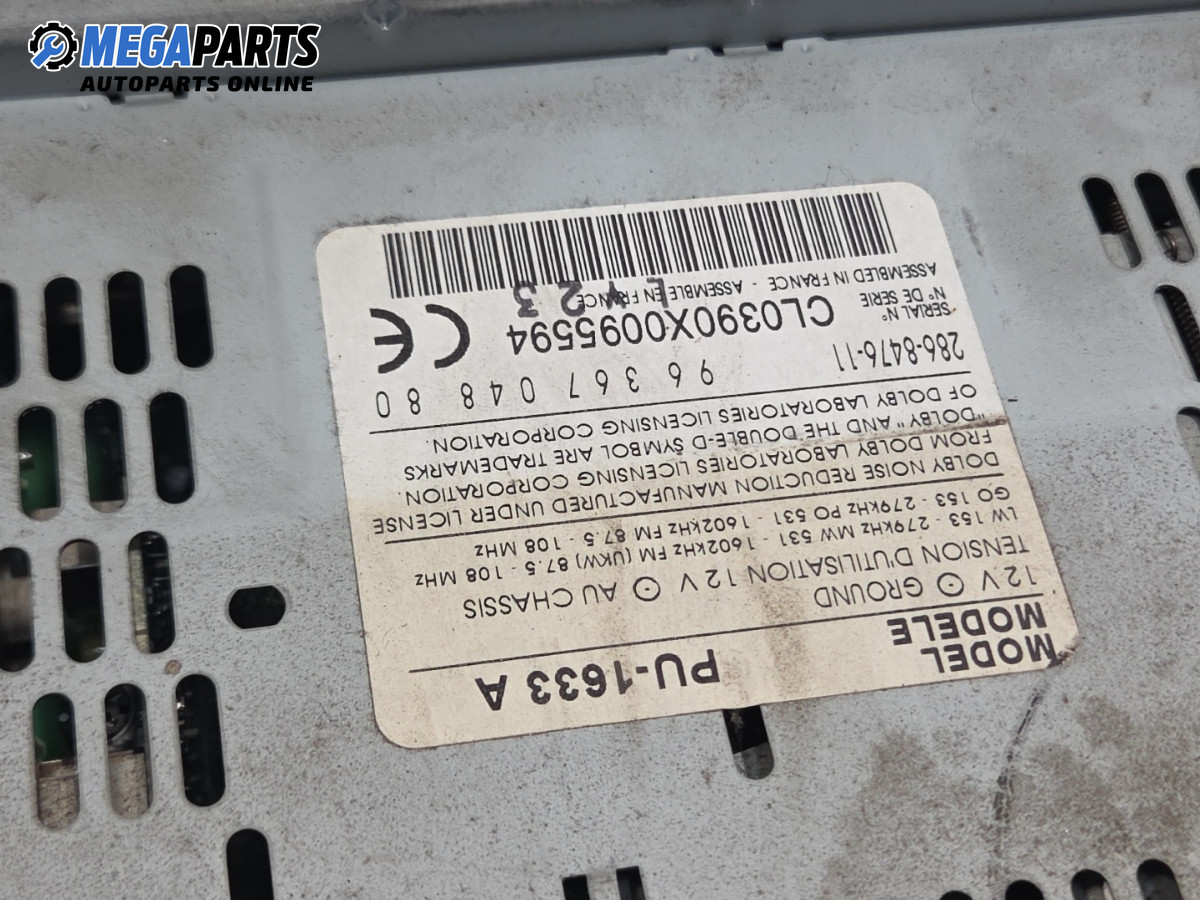 MEGAPARTS
AUTOPARTS ONLINE
MODEL
MODELE
PU-1633 A
12 V GROUND
TENSION D'UTILISATION 12 V AU CHASSIS
LW 153 - 279kHz MW 531 - 1602kHz FM (UKW) 87.5 - 108 MHz
GO 153 - 279kHz PO 531 - 1602kHz FM 87.5 - 108 MHz
DOLBY NOISE REDUCTION MANUFACTURED UNDER LICENSE
FROM DOLBY LABORATORIES LICENSING CORPORATION.
"DOLBY" AND THE DOUBLE-D SYMBOL ARE TRADEMARKS
OF DOLBY LABORATORIES LICENSING CORPORATION.
286-8476-11
96 367 048 80
SERIAL N°
N° DE SERIE
CL0390X0095594
CE
ASSEMBLED IN FRANCE - ASSEMBLE EN FRANCE
23